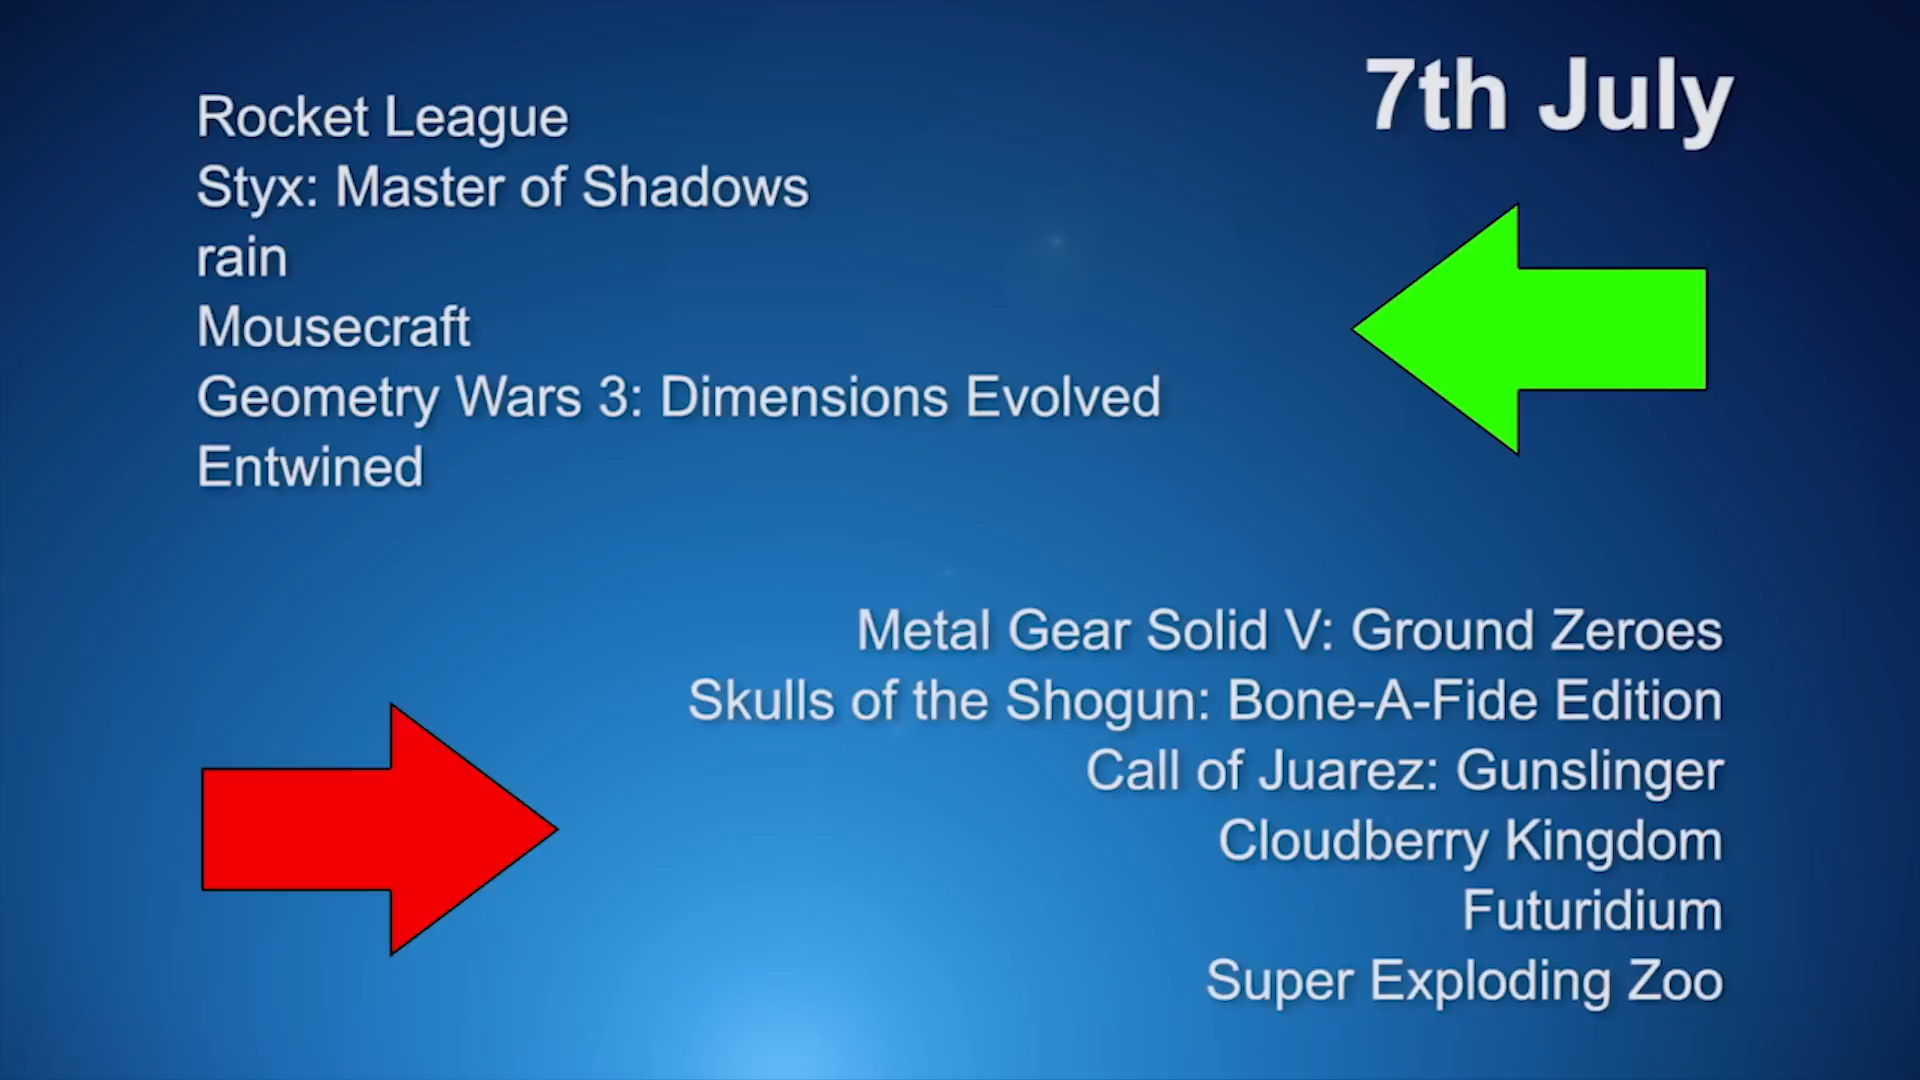 7th July
Rocket League
Styx: Master of Shadows
rain
Mousecraft
Geometry Wars 3: Dimensions Evolved
Entwined
Metal Gear Solid V: Ground Zeroes
Skulls of the Shogun: Bone-A-Fide Edition
Call of Juarez: Gunslinger
Cloudberry Kingdom
Futuridium
Super Exploding Zoo